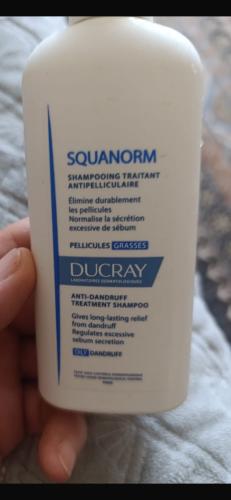 SQUANORM
SHAMPOOING TRAITANT
ANTIPELLICULAIRE
Élimine durablement
les pellicules
Normalise la sécrétion
excessive de sébum
PELLICULES GRASSES
DUCRAY
LABORATOIRES DERMATOLOGIQUES
ANTI-DANDRUFF
TREATMENT SHAMPOO
Gives long-lasting relief
from dandruff
Regulates excessive
sebum secretion
OILY DANDRUFF